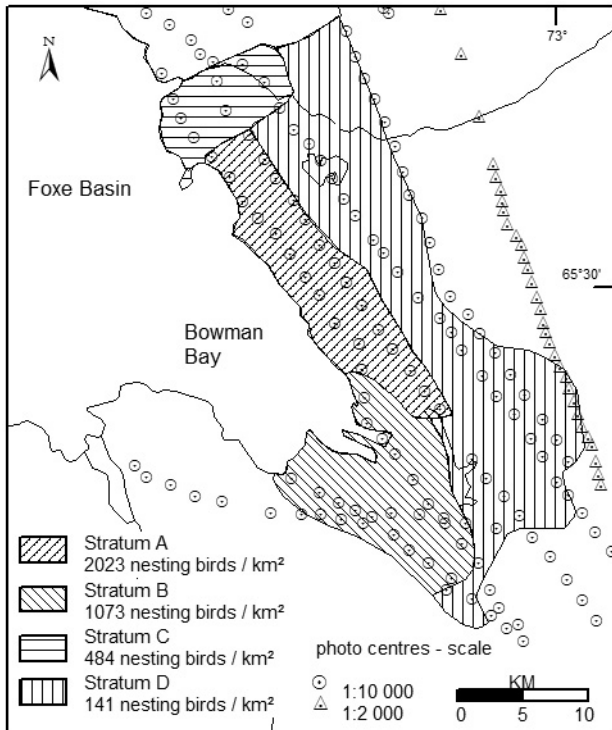 N
73°
Foxe Basin
65°30'
Bowman
Bay
Stratum A
2023 nesting birds / km²
Stratum B
1073 nesting birds / km²
Stratum C
484 nesting birds / km²
Stratum D
141 nesting birds / km²
photo centres - scale
1:10 000
1:2 000
KM
0 5 10